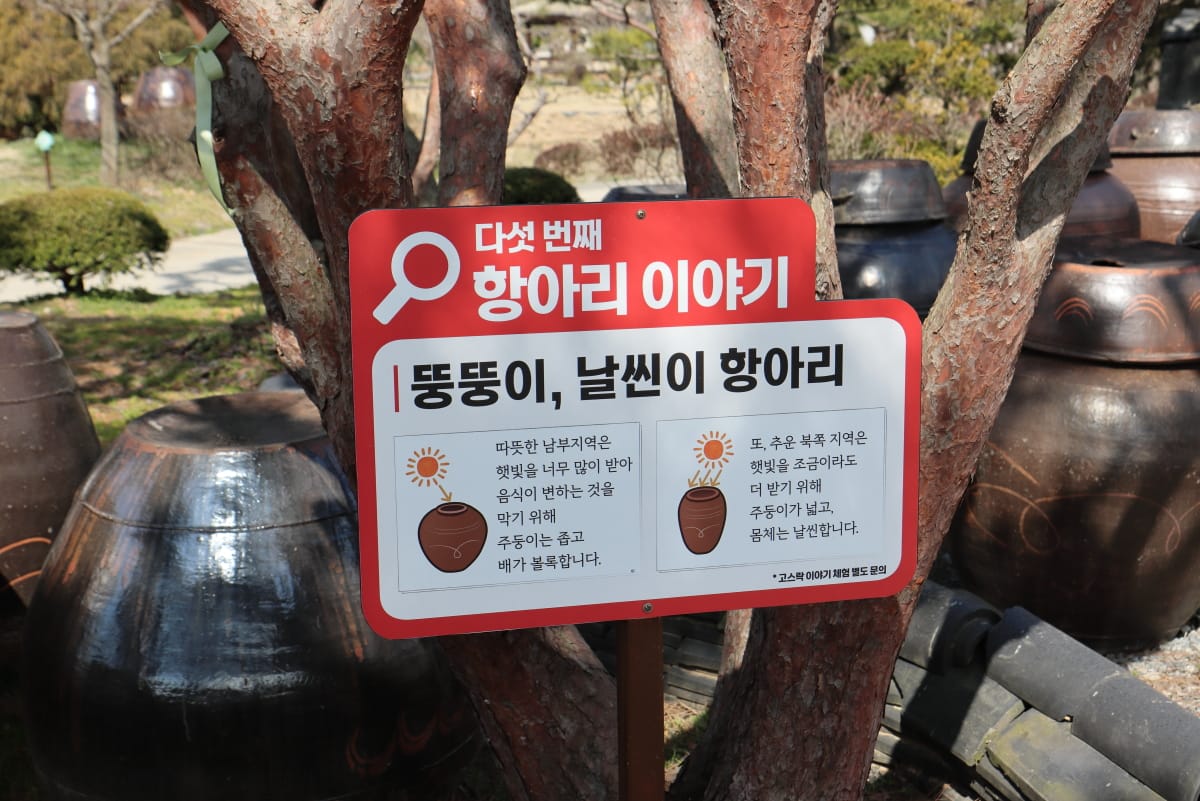 다섯 번째
항아리 이야기
뚱뚱이, 날씬이 항아리
따뜻한 남부지역은
햇빛을 너무 많이 받아
음식이 변하는 것을
막기 위해
주둥이는 좁고
배가 볼록합니다.
또, 추운 북쪽 지역은
햇빛을 조금이라도
더 받기 위해
주둥이가 넓고,
몸체는 날씬합니다.
* 고스락 이야기 체험 별도 문의